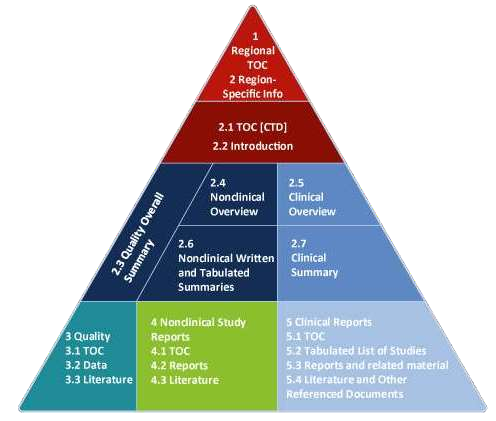 1
Regional
TOC
2 Region-
Specific Info
2.1 TOC [CTD]
2.2 Introduction
2.3 Quality Overall
Summary
2.4
Nonclinical
Overview
2.5
Clinical
Overview
2.6
Nonclinical Written
and Tabulated
Summaries
2.7
Clinical
Summary
3 Quality
3.1 TOC
3.2 Data
3.3 Literature
4 Nonclinical Study
Reports
4.1 TOC
4.2 Reports
4.3 Literature
5 Clinical Reports
5.1 TOC
5.2 Tabulated List of Studies
5.3 Reports and related material
5.4 Literature and Other
Referenced Documents